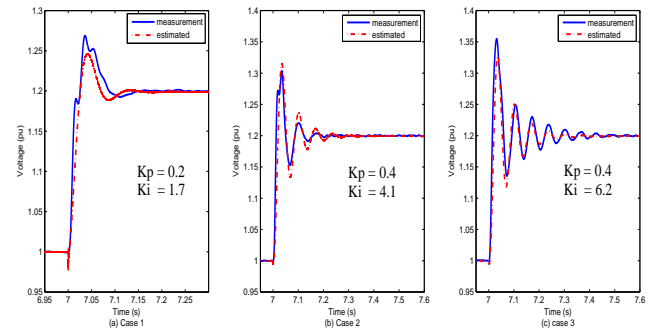 1.3
1.25
1.2
1.15
1.1
1.05
1
0.95
Voltage (pu)
6.95 7 7.05 7.1 7.15 7.2 7.25
Time (s)
(a) Case 1
measurement
estimated
Kp = 0.2
Ki = 1.7
1.4
1.35
1.3
1.25
1.2
1.15
1.1
1.05
1
0.95
Voltage (pu)
7 7.1 7.2 7.3 7.4 7.5 7.6
Time (s)
(b) Case 2
measurement
estimated
Kp = 0.4
Ki = 4.1
1.4
1.35
1.3
1.25
1.2
1.15
1.1
1.05
1
0.95
Voltage (pu)
7 7.1 7.2 7.3 7.4 7.5 7.6
Time (s)
(c) case 3
measurement
estimated
Kp = 0.4
Ki = 6.2